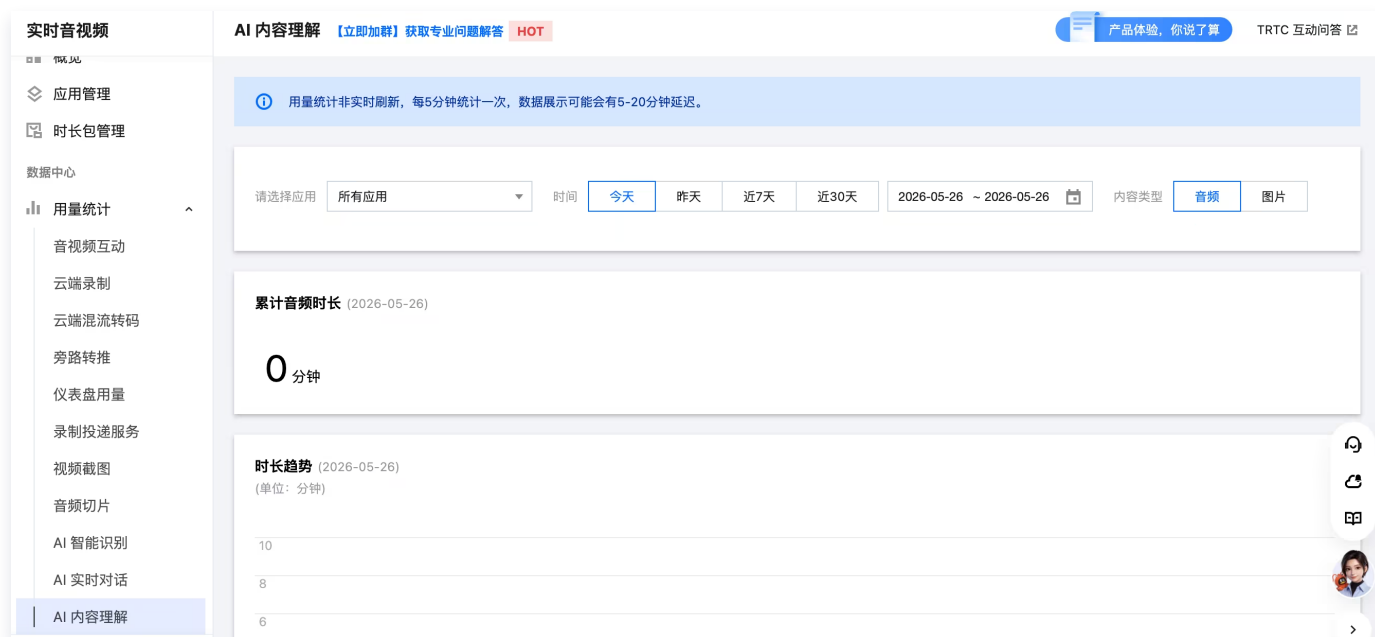 实时音视频
AI 内容理解 【立即加群】获取专业问题解答 HOT
产品体验，你说了算
TRTC 互动问答
概览
应用管理
时长包管理
数据中心
用量统计
音视频互动
云端录制
云端混流转码
旁路转推
仪表盘用量
录制投递服务
视频截图
音频切片
AI 智能识别
AI 实时对话
AI 内容理解
用量统计非实时刷新，每5分钟统计一次，数据展示可能会有5-20分钟延迟。
请选择应用 所有应用 时间 今天 昨天 近7天 近30天 2026-05-26 ~ 2026-05-26 内容类型 音频 图片
累计音频时长 (2026-05-26)
0 分钟
时长趋势 (2026-05-26)
(单位：分钟)
10
8
6